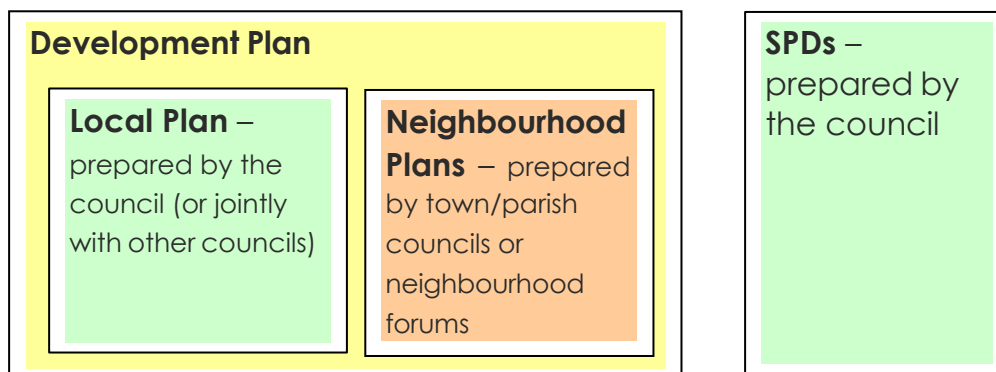 Development Plan
Local Plan –
prepared by the
council (or jointly
with other councils)
Neighbourhood
Plans – prepared
by town/parish
councils or
neighbourhood
forums
SPDs –
prepared by
the council